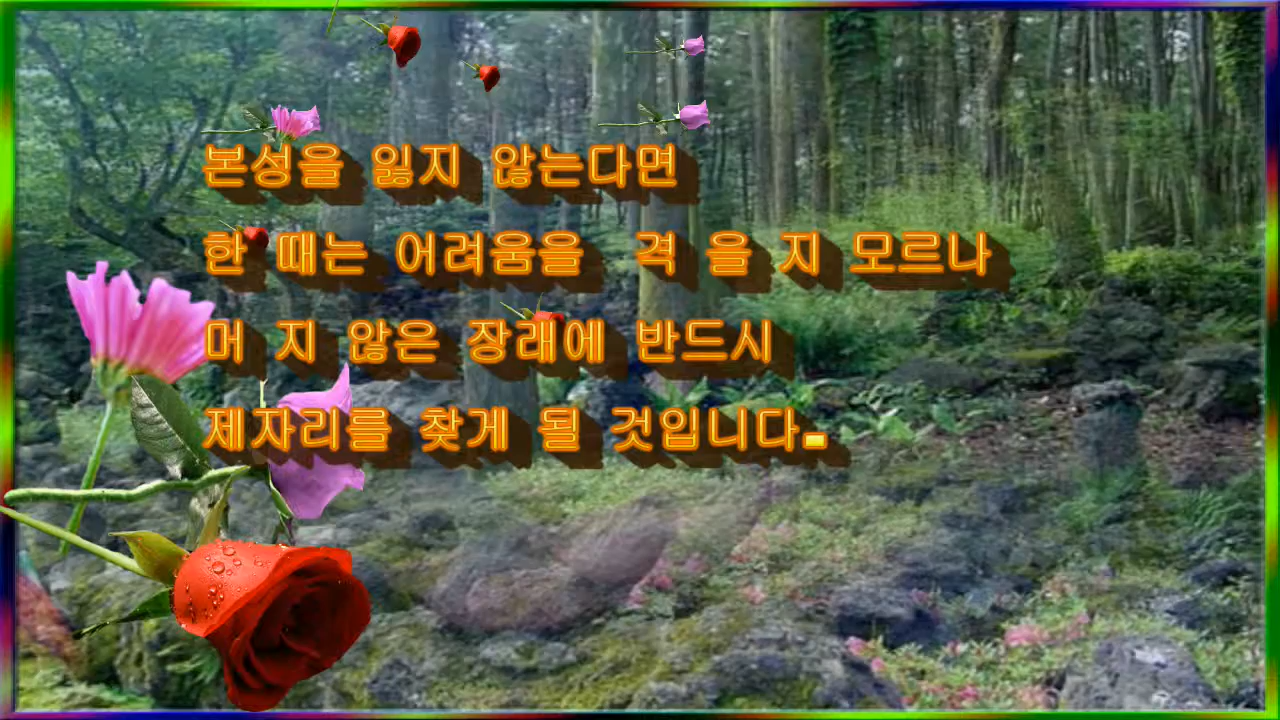 본성을 잃지 않는다면
한 때는 어려움을 격 을 지 모르나
머 지 않은 장래에 반드시
제자리를 찾게 될 것입니다.